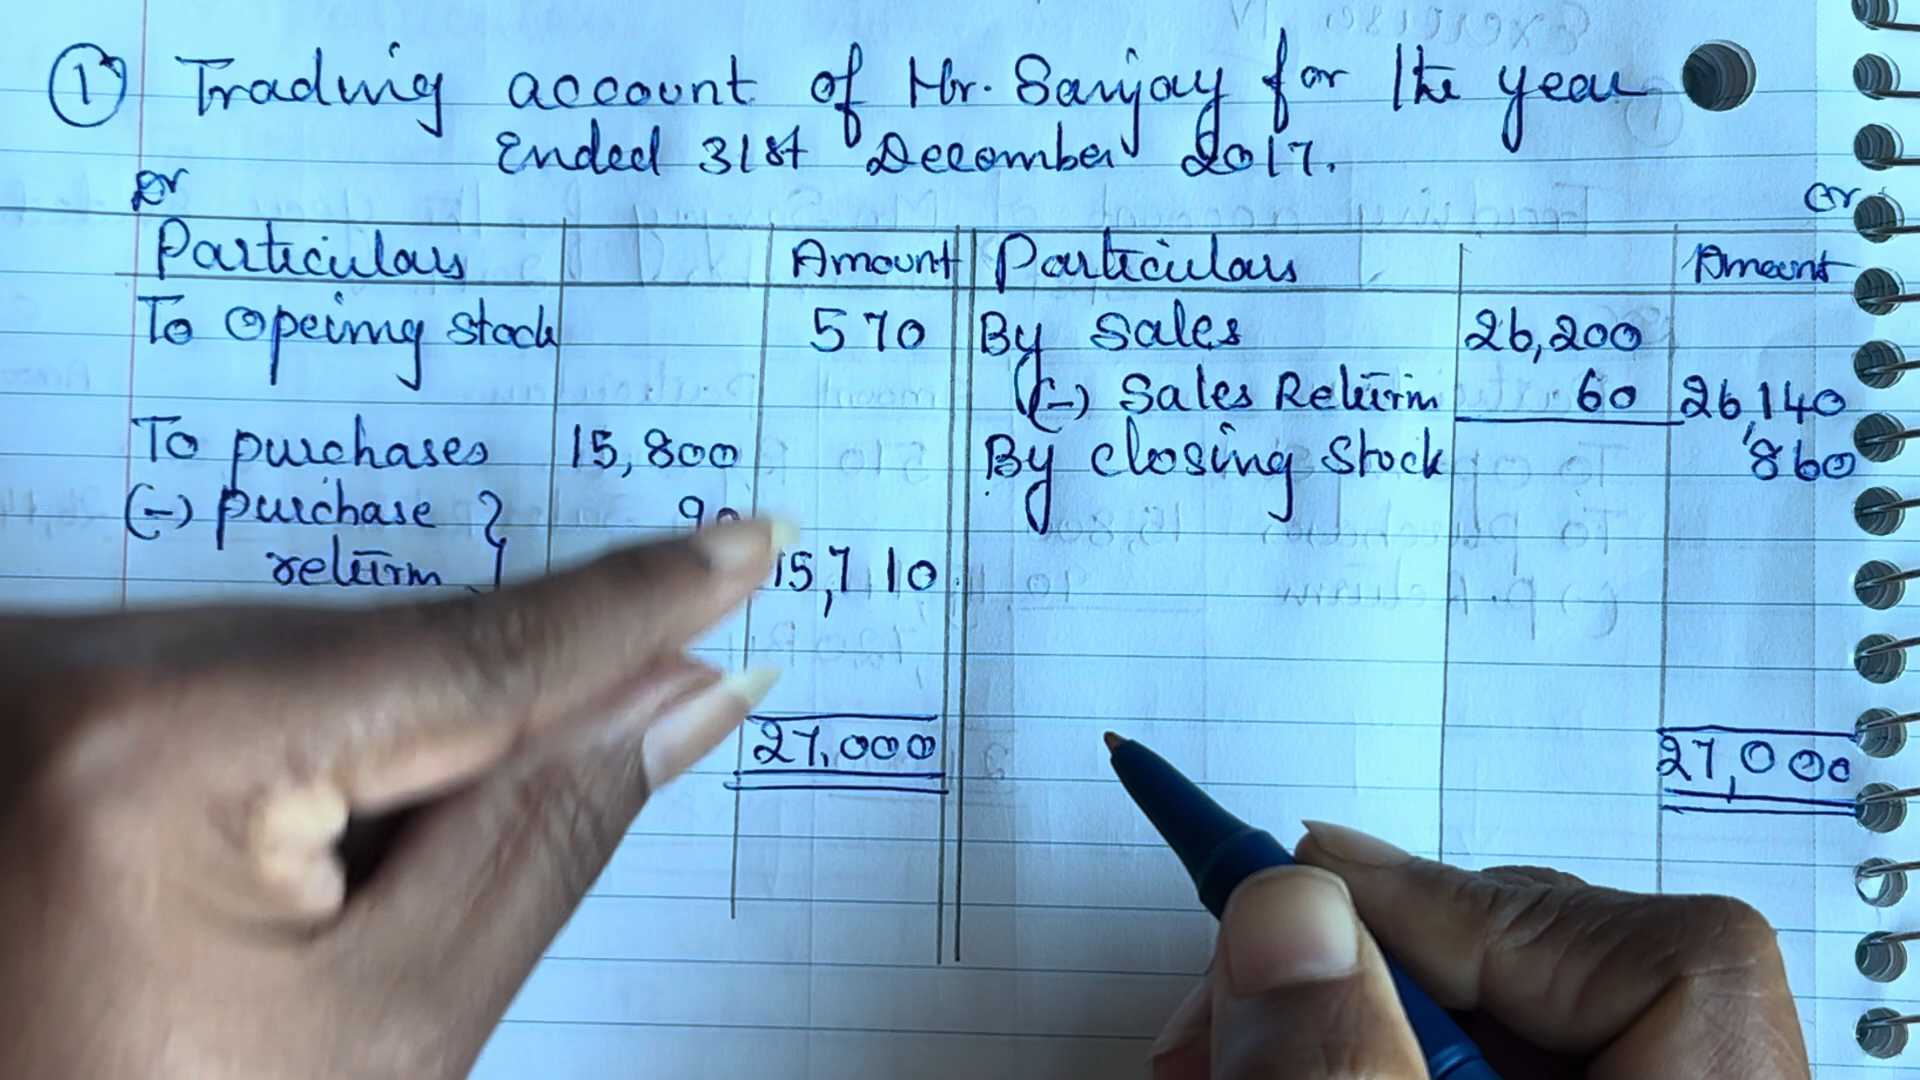 ① Trading account of Mr. Sanjay for the year
Ended 31st December 2017.
Dr Cr
Particulars Amount Particulars Amount
To Opeing Stock 570 By Sales 26,200
(-) Sales Return 60 26,140
To purchases 15,800 By closing Stock 860
(-) purchase } 90
return 15,710
27,000 27,000